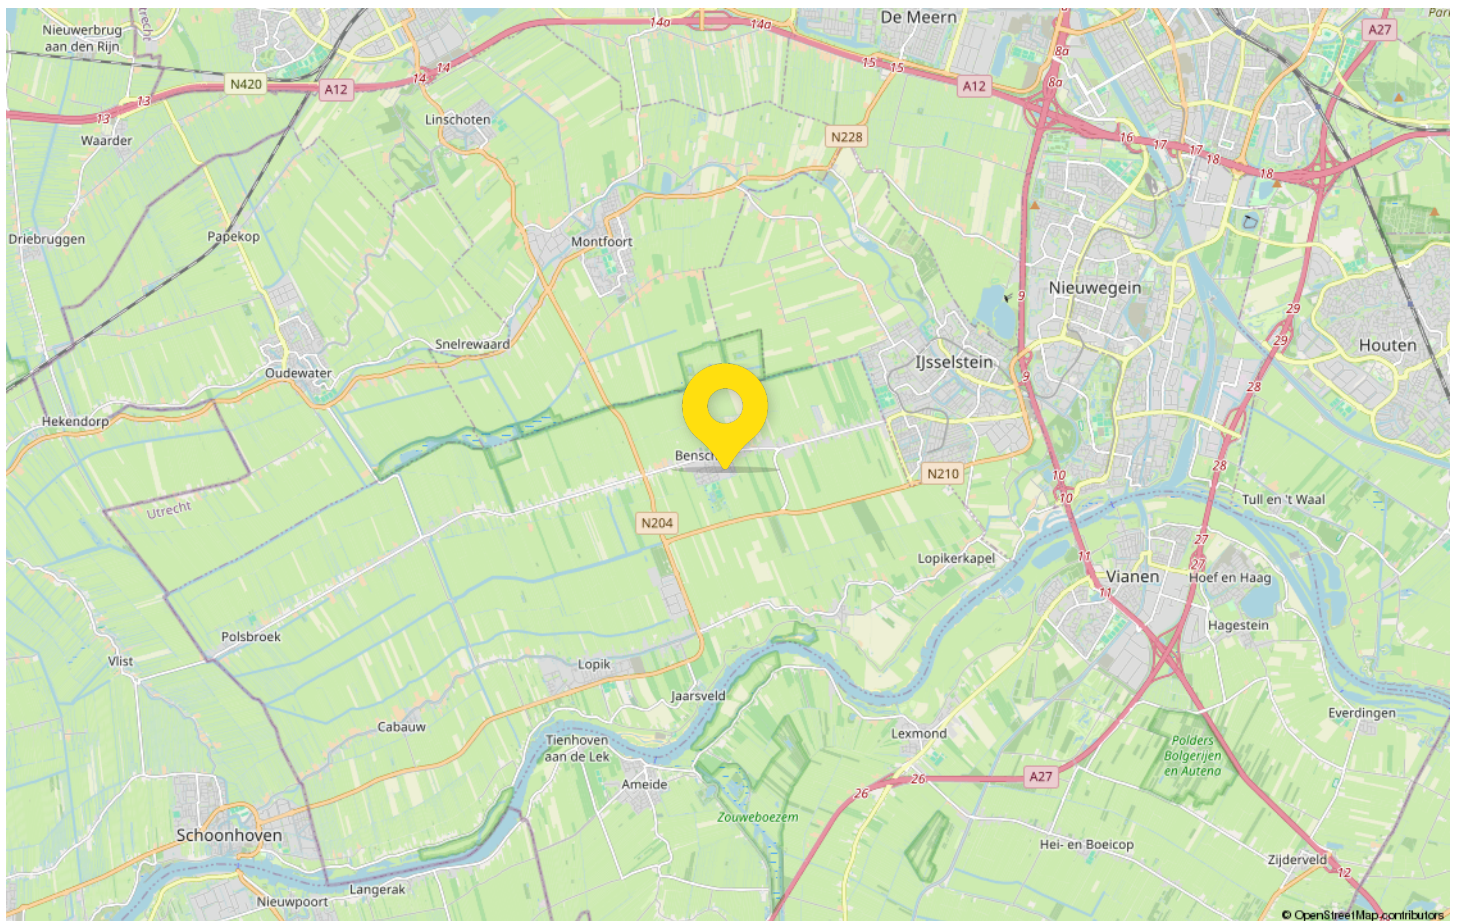 De Meern
14a
14a
Nieuwerbrug
aan den Rijn
A27
8a
15
15
14
14
8a
N420
A12
A12
13
13
Linschoten
Waarder
N228
16
17
17
18
18
Driebruggen
Papekop
Montfoort
9
Nieuwegein
29
29
Houten
Snelrewaard
IJsselstein
Oudewater
9
28
Hekendorp
28
10
10
N210
Utrecht
N204
Tull en 't Waal
27
27
11
11
Lopikerkapel
Vianen
Hoef en Haag
Hagestein
Polsbroek
Vlist
Lopik
Jaarsveld
Cabauw
Everdingen
Tienhoven
aan de Lek
Lexmond
Polders
Bolgerijen
en Autena
Ameide
26
26
A27
Zouweboezem
Schoonhoven
Hei- en Boeicop
Zijderveld
12
Langerak
Nieuwpoort
© OpenStreetMap contributors